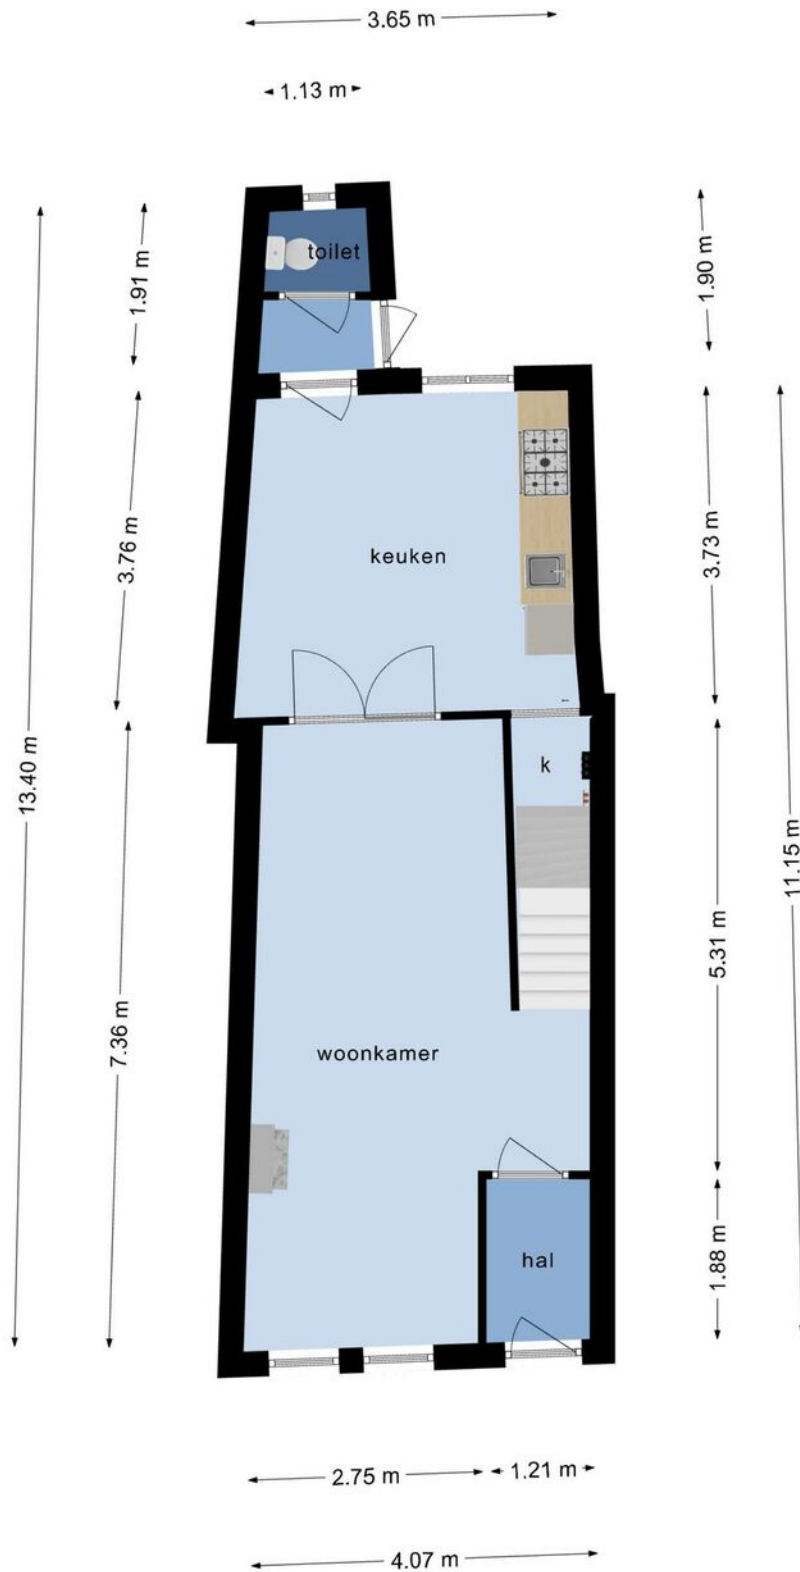 3.65 m
1.13 m
toilet
1.91 m
1.90 m
3.76 m
keuken
3.73 m
13.40 m
k
11.15 m
5.31 m
7.36 m
woonkamer
hal
1.88 m
2.75 m
1.21 m
4.07 m